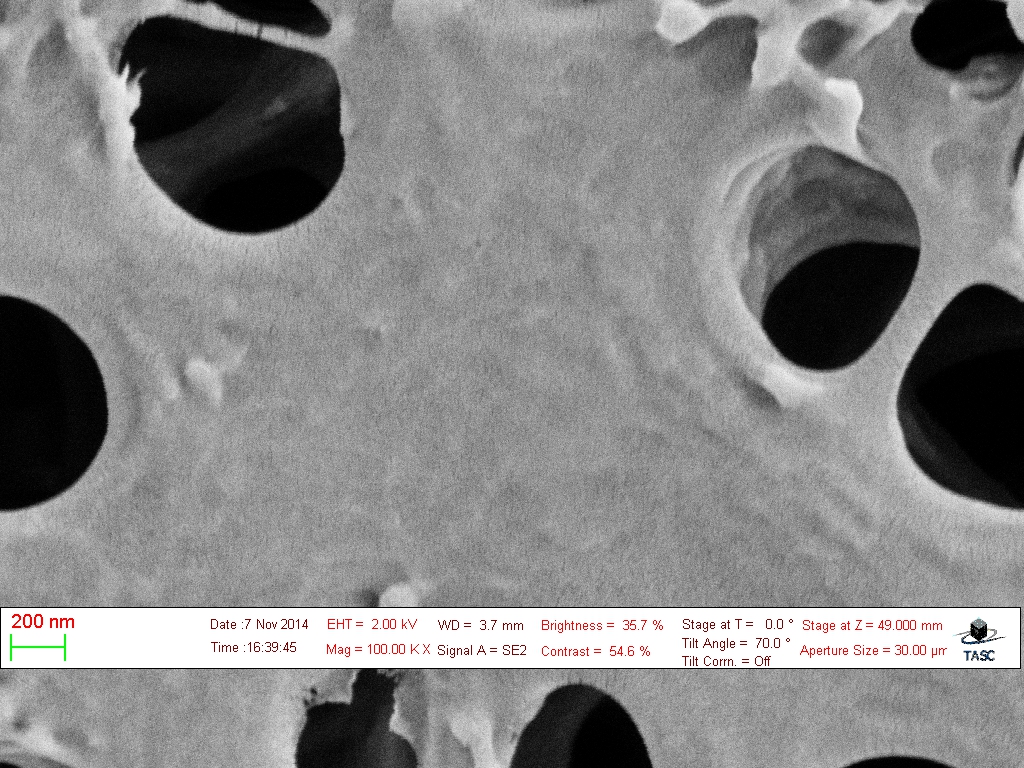 200 nm
Date :7 Nov 2014 EHT = 2.00 kV WD = 3.7 mm Brightness = 35.7 % Stage at T = 0.0 ° Stage at Z = 49.000 mm
Time :16:39:45 Mag = 100.00 K X Signal A = SE2 Contrast = 54.6 % Tilt Angle = 70.0 ° Aperture Size = 30.00 µm
Tilt Corrn. = Off
TASC